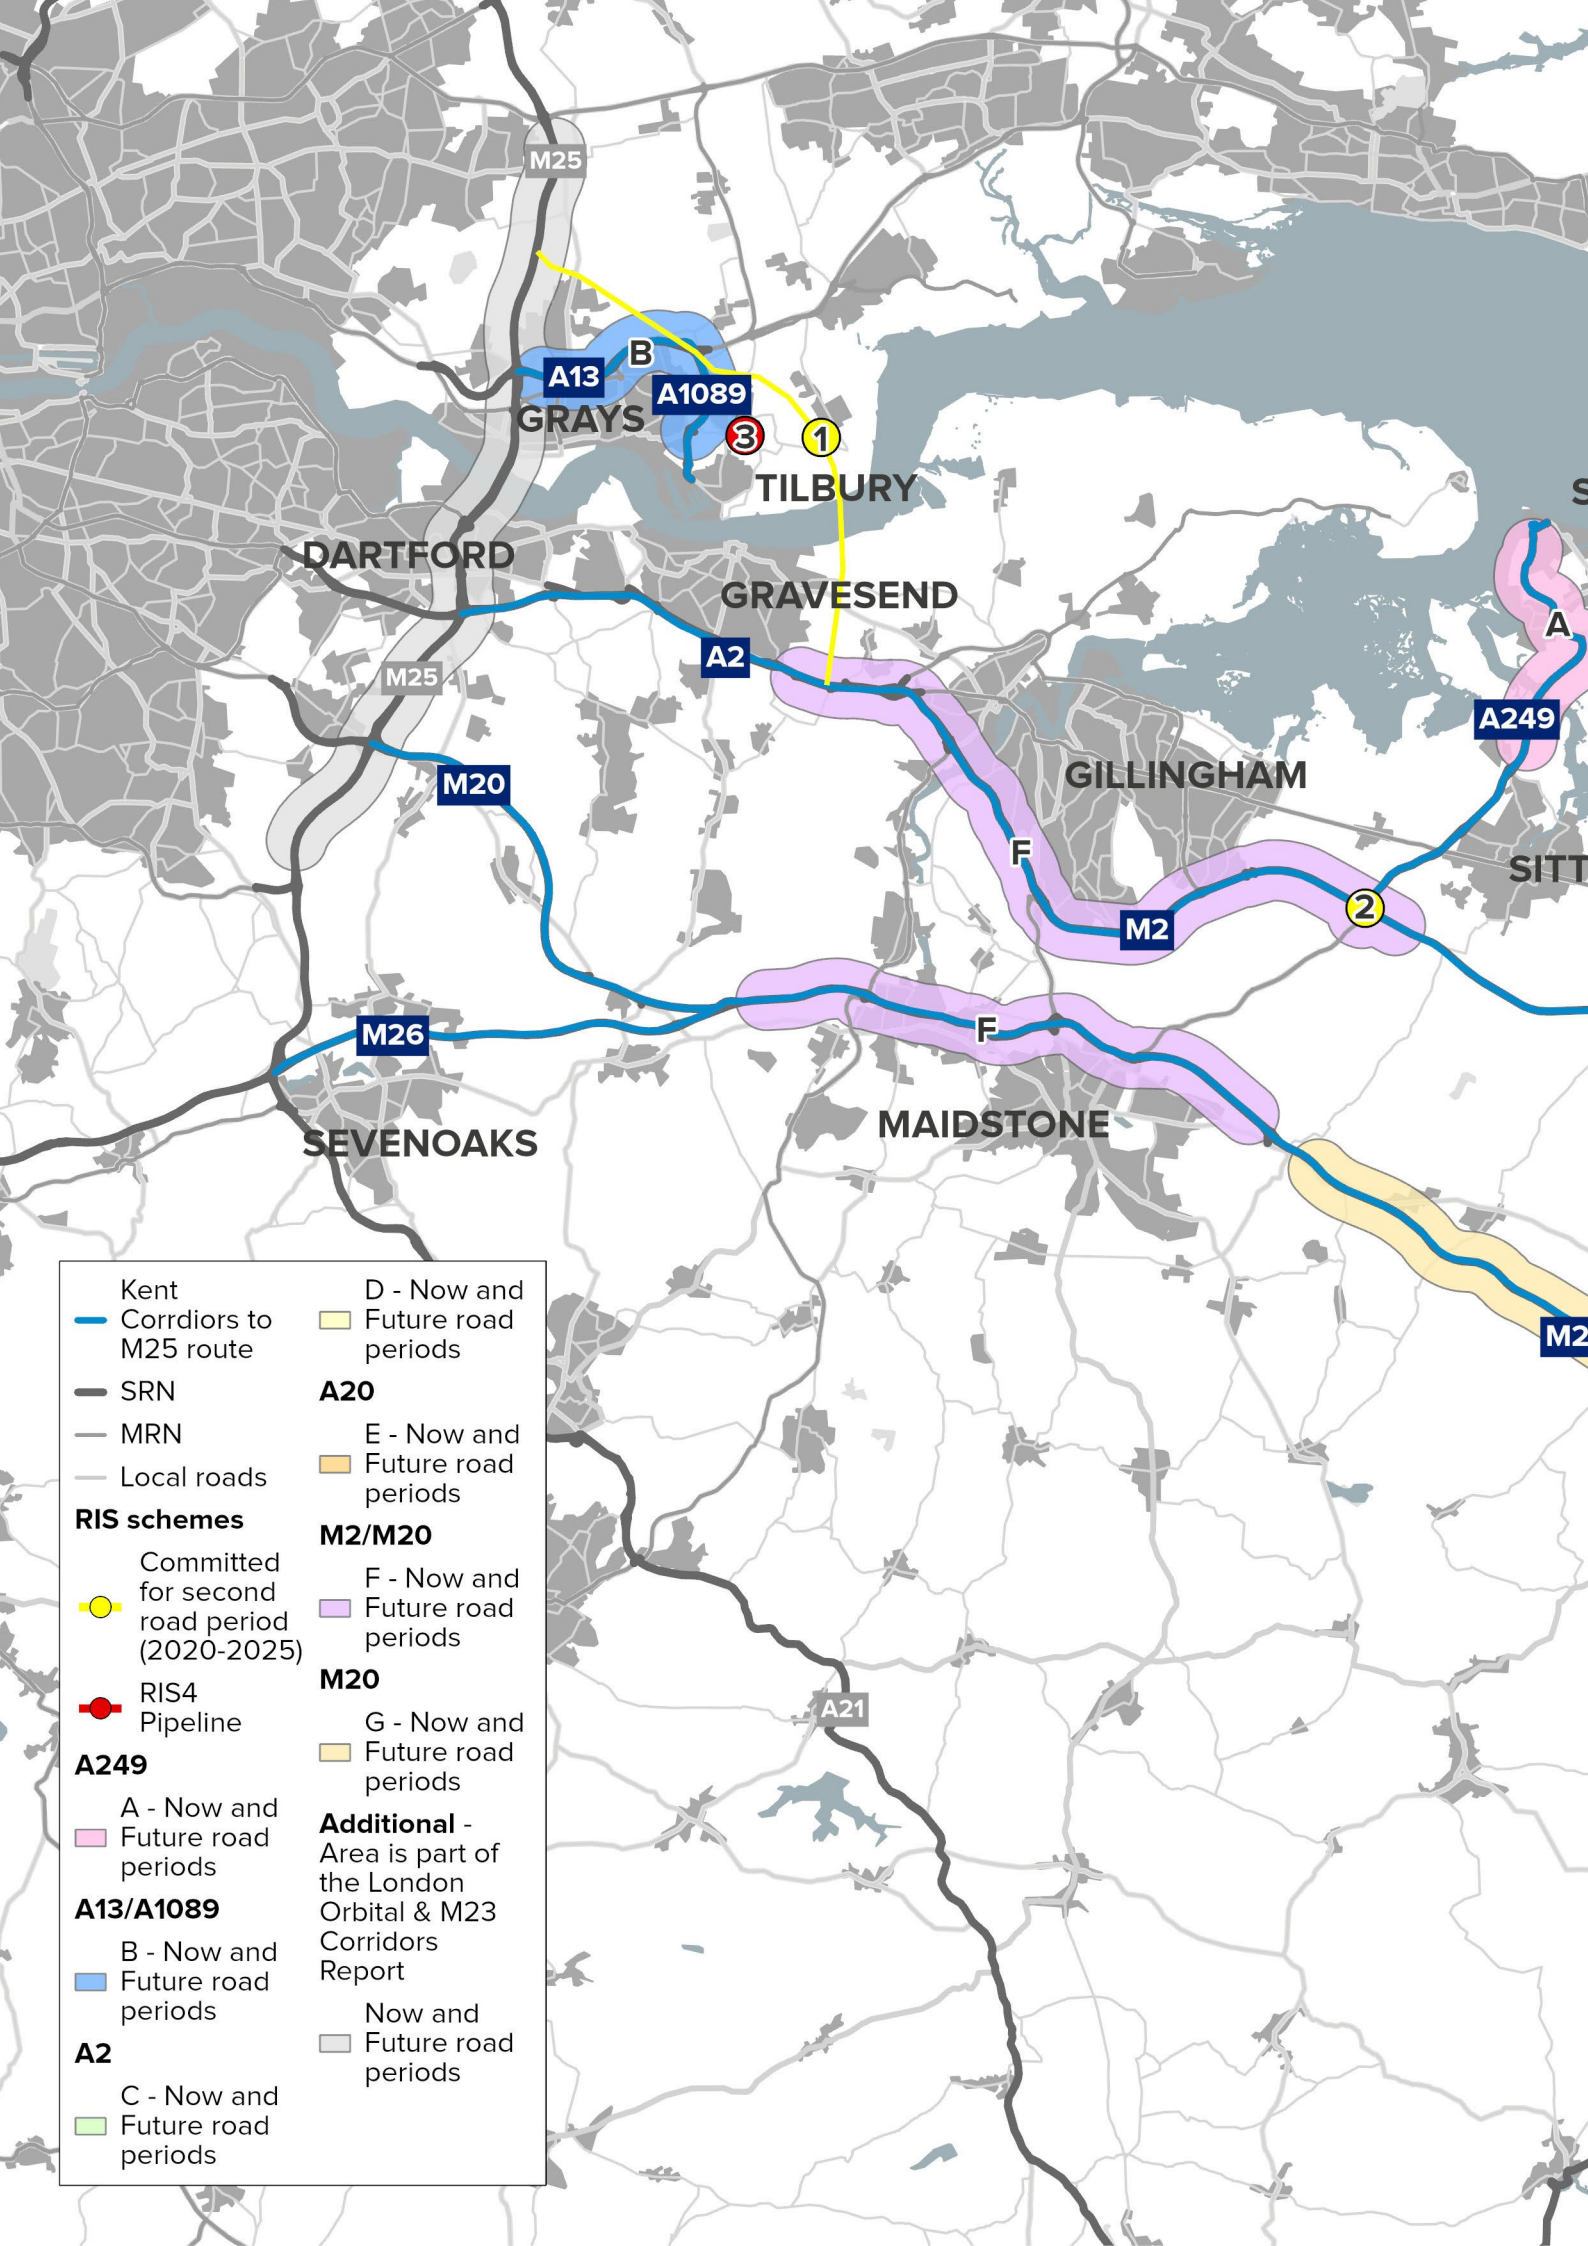 M25
B
A13
A1089
GRAYS
3
1
TILBURY
S
DARTFORD
GRAVESEND
A
A2
M25
A249
M20
GILLINGHAM
F
SITT
2
M2
F
M26
MAIDSTONE
SEVENOAKS
M2
A21
Kent
Corrdiors to
M25 route
SRN
MRN
Local roads
RIS schemes
Committed
for second
road period
(2020-2025)
RIS4
Pipeline
A249
A - Now and
Future road
periods
A13/A1089
B - Now and
Future road
periods
A2
C - Now and
Future road
periods
D - Now and
Future road
periods
A20
E - Now and
Future road
periods
M2/M20
F - Now and
Future road
periods
M20
G - Now and
Future road
periods
Additional -
Area is part of
the London
Orbital & M23
Corridors
Report
Now and
Future road
periods